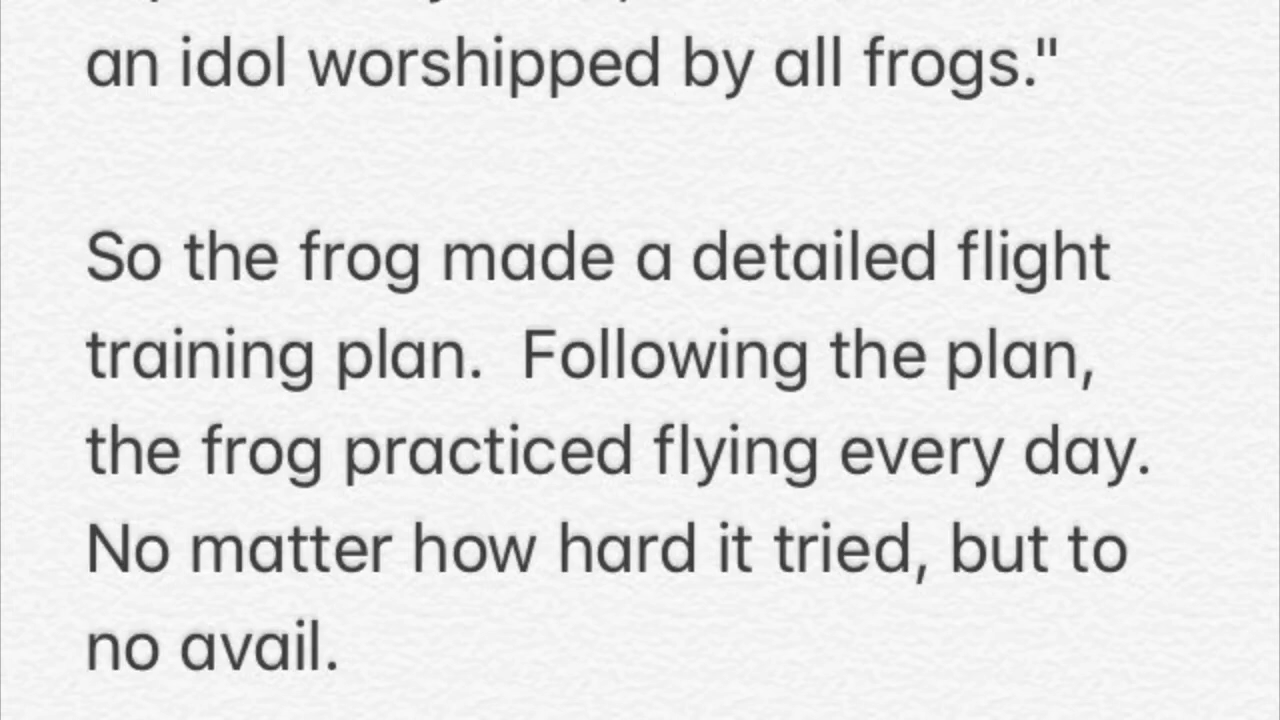 an idol worshipped by all frogs."
So the frog made a detailed flight
training plan.  Following the plan,
the frog practiced flying every day.
No matter how hard it tried, but to
no avail.